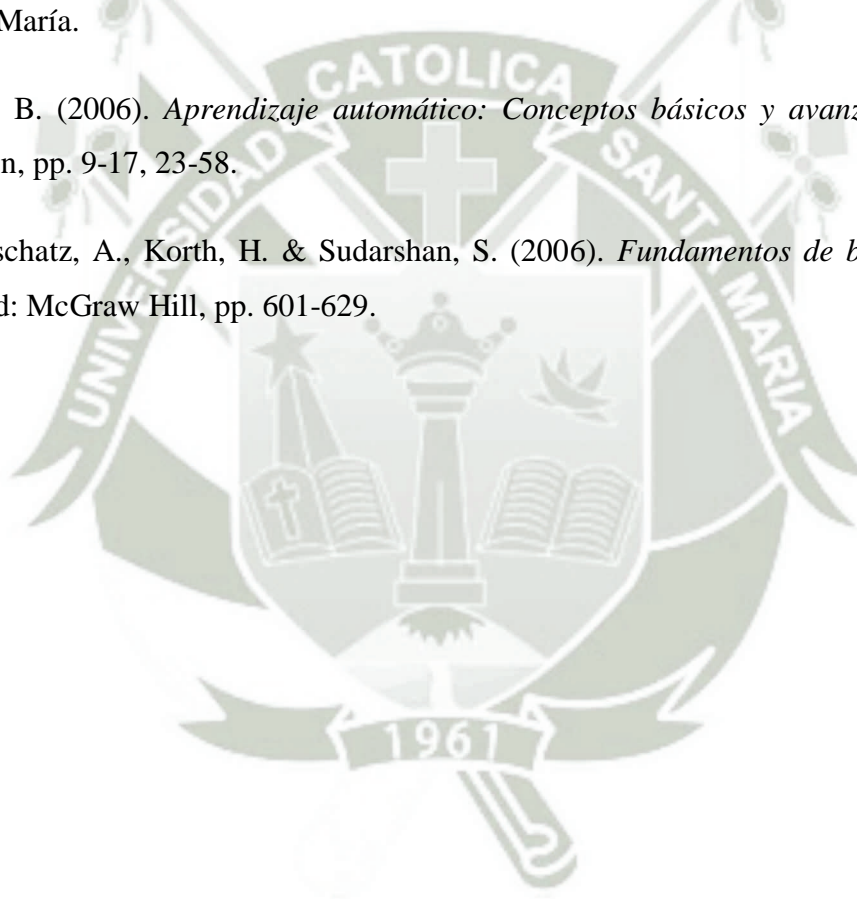 María.
B. (2006). Aprendizaje automático: Conceptos básicos y avanz
n, pp. 9-17, 23-58.
schatz, A., Korth, H. & Sudarshan, S. (2006). Fundamentos de b
d: McGraw Hill, pp. 601-629.
UNIVERSIDAD CATOLICA SANTA MARIA
1961